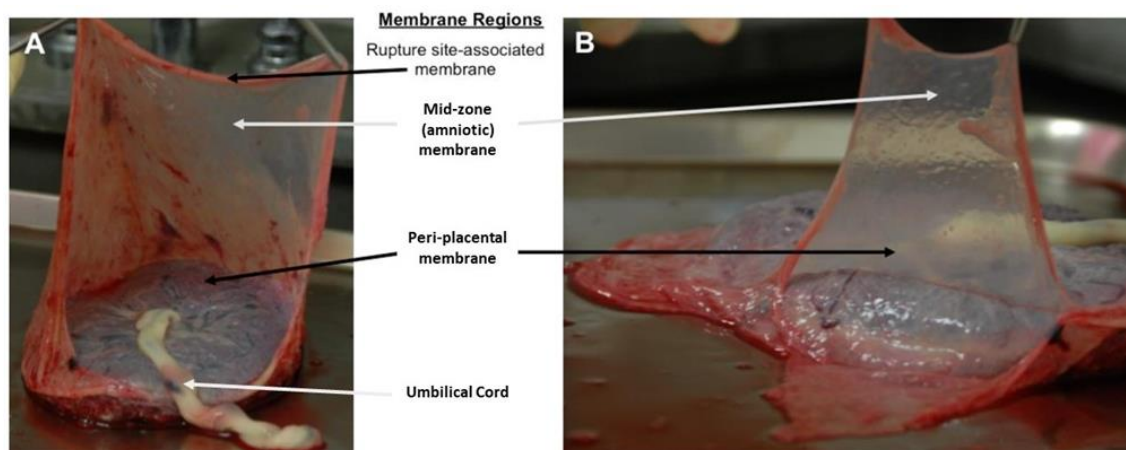 A
Membrane Regions
Rupture site-associated
membrane
Mid-zone
(amniotic)
membrane
Peri-placental
membrane
Umbilical Cord
B